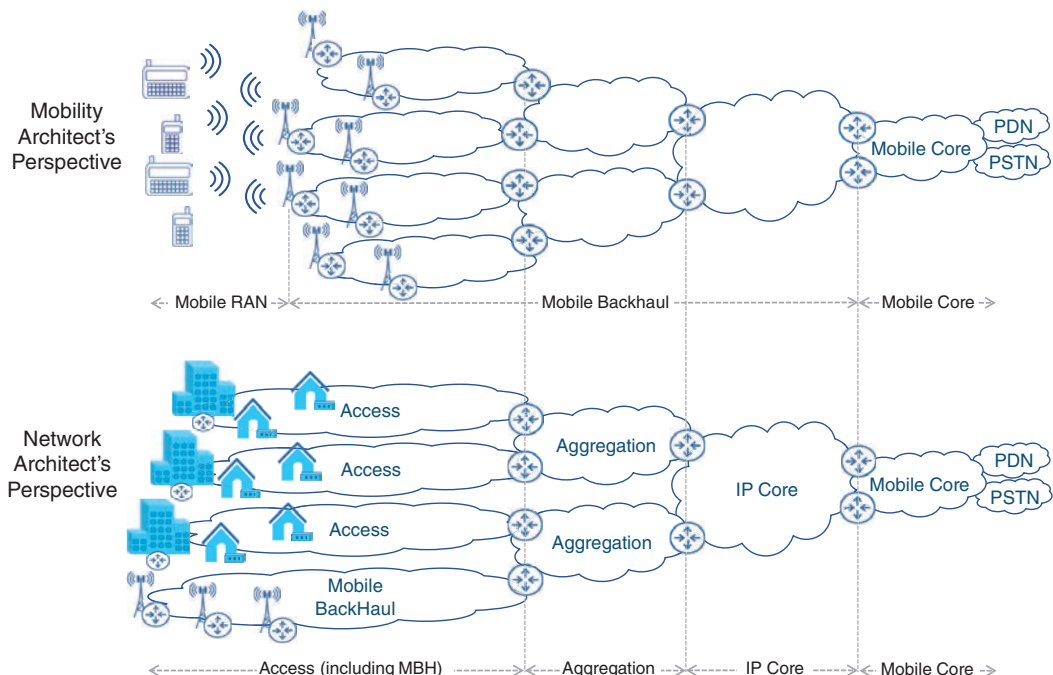 Mobility
Architect's
Perspective
Mobile Core
PDN
PSTN
Mobile RAN
Mobile Backhaul
Mobile Core
Network
Architect's
Perspective
Access
Access
Access
Mobile
BackHaul
Aggregation
Aggregation
IP Core
Mobile Core
PDN
PSTN
Access (including MBH)
Aggregation
IP Core
Mobile Core